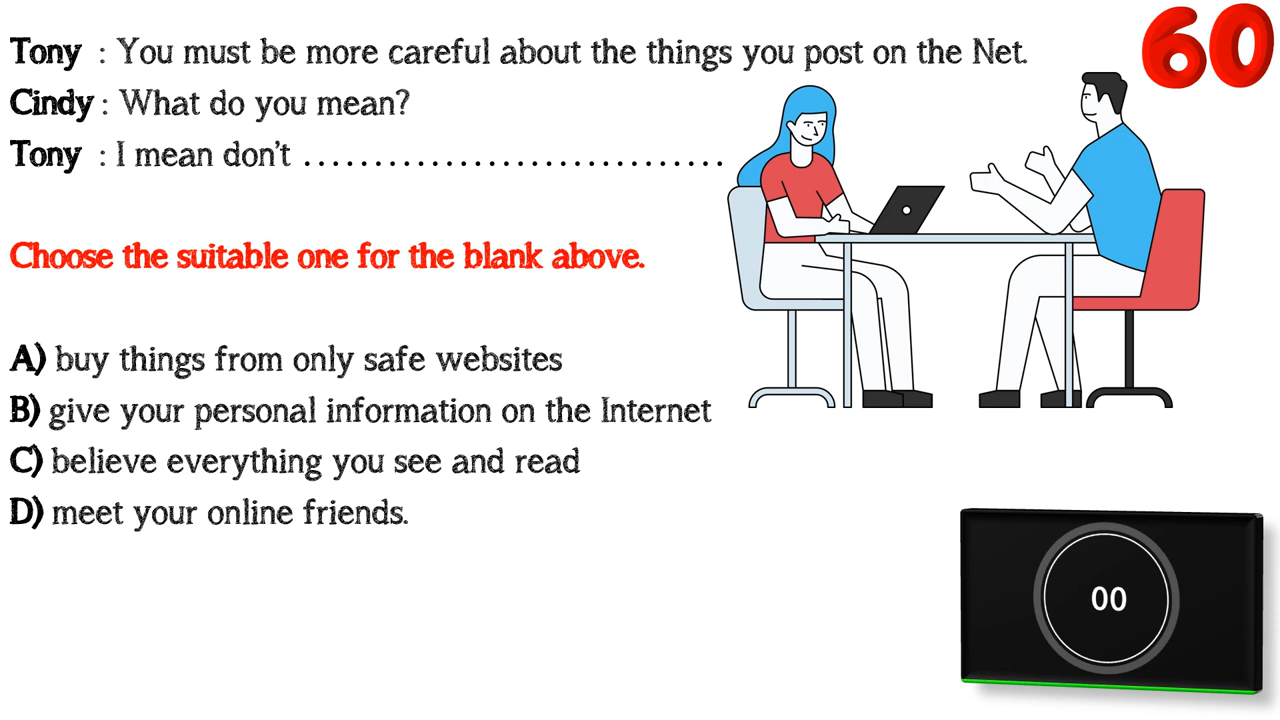 60
Tony : You must be more careful about the things you post on the Net.
Cindy : What do you mean?
Tony : I mean don't ..............................
Choose the suitable one for the blank above.
A) buy things from only safe websites
B) give your personal information on the Internet
C) believe everything you see and read
D) meet your online friends.
00